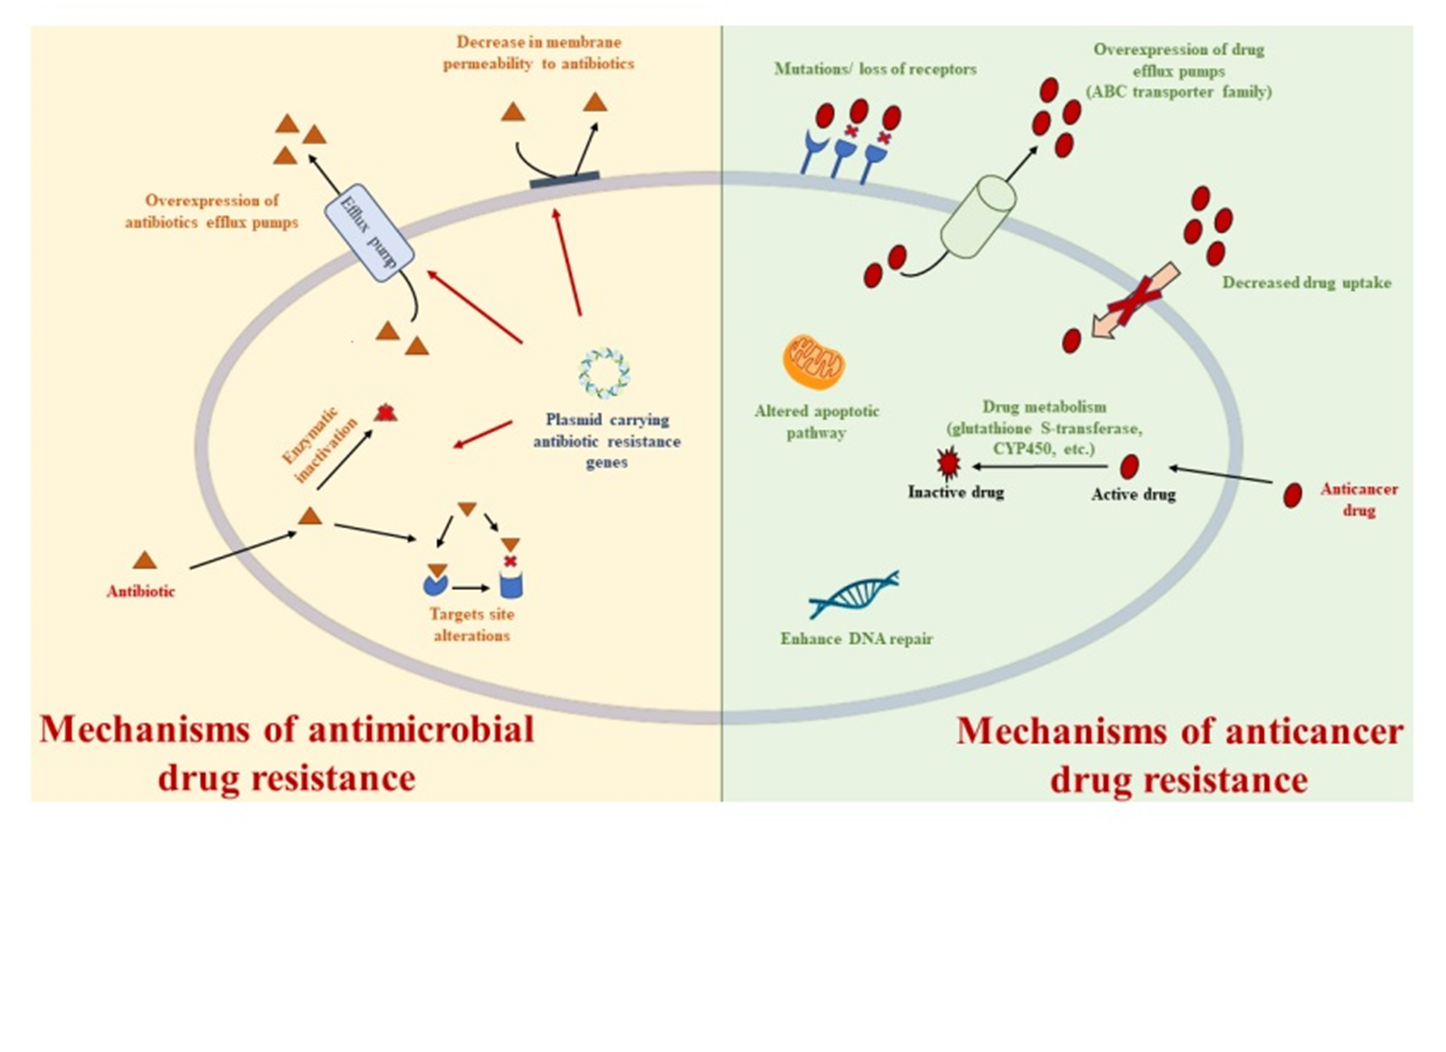 Decrease in membrane
permeability to antibiotics
Overexpression of
antibiotics efflux pumps
Efflux pump
Enzymatic
inactivation
Plasmid carrying
antibiotic resistance
genes
Antibiotic
Targets site
alterations
Mechanisms of antimicrobial
drug resistance
Mutations/ loss of receptors
Overexpression of drug
efflux pumps
(ABC transporter family)
Decreased drug uptake
Altered apoptotic
pathway
Drug metabolism
(glutathione S-transferase,
CYP450, etc.)
Inactive drug
Active drug
Anticancer
drug
Enhance DNA repair
Mechanisms of anticancer
drug resistance